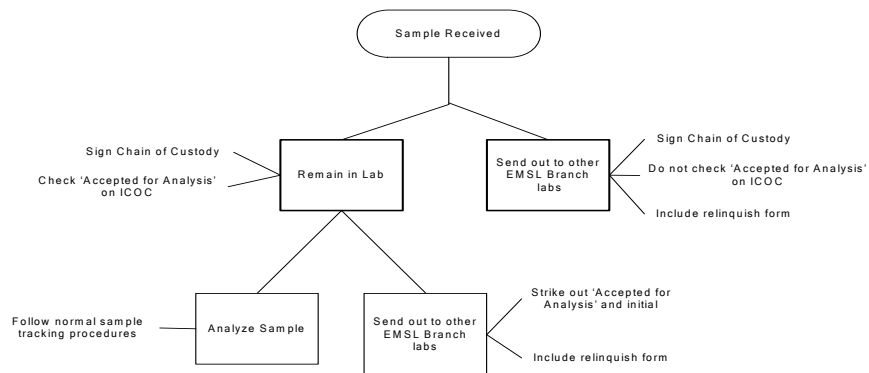 Sample Received
Sign Chain of Custody
Check ‘Accepted for Analysis’
on ICOC
Remain in Lab
Send out to other
EMSL Branch
labs
Sign Chain of Custody
Do not check ‘Accepted for Analysis’
on ICOC
Include relinquish form
Follow normal sample
tracking procedures
Analyze Sample
Send out to other
EMSL Branch
labs
Strike out ‘Accepted for
Analysis’ and initial
Include relinquish form